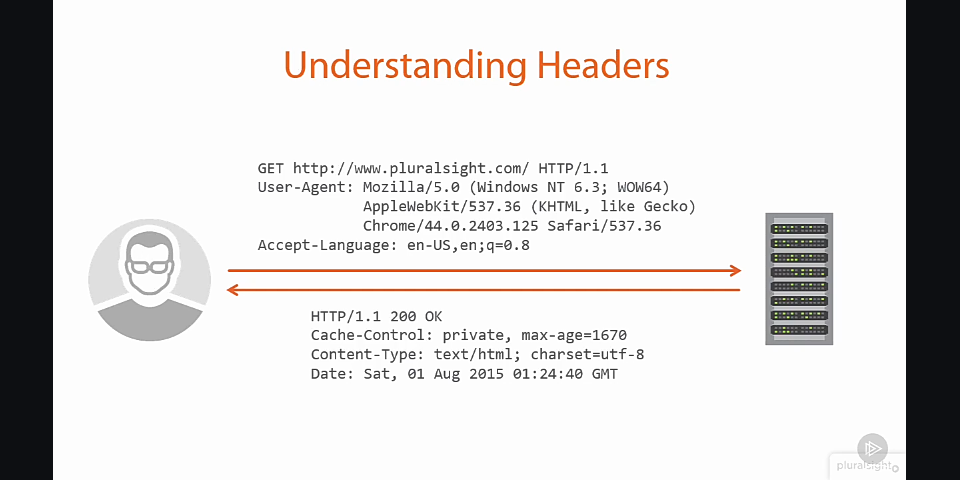 Understanding Headers
GET http://www.pluralsight.com/ HTTP/1.1
User-Agent: Mozilla/5.0 (Windows NT 6.3; WOW64)
AppleWebKit/537.36 (KHTML, like Gecko)
Chrome/44.0.2403.125 Safari/537.36
Accept-Language: en-US,en;q=0.8
HTTP/1.1 200 OK
Cache-Control: private, max-age=1670
Content-Type: text/html; charset=utf-8
Date: Sat, 01 Aug 2015 01:24:40 GMT
pluralsight